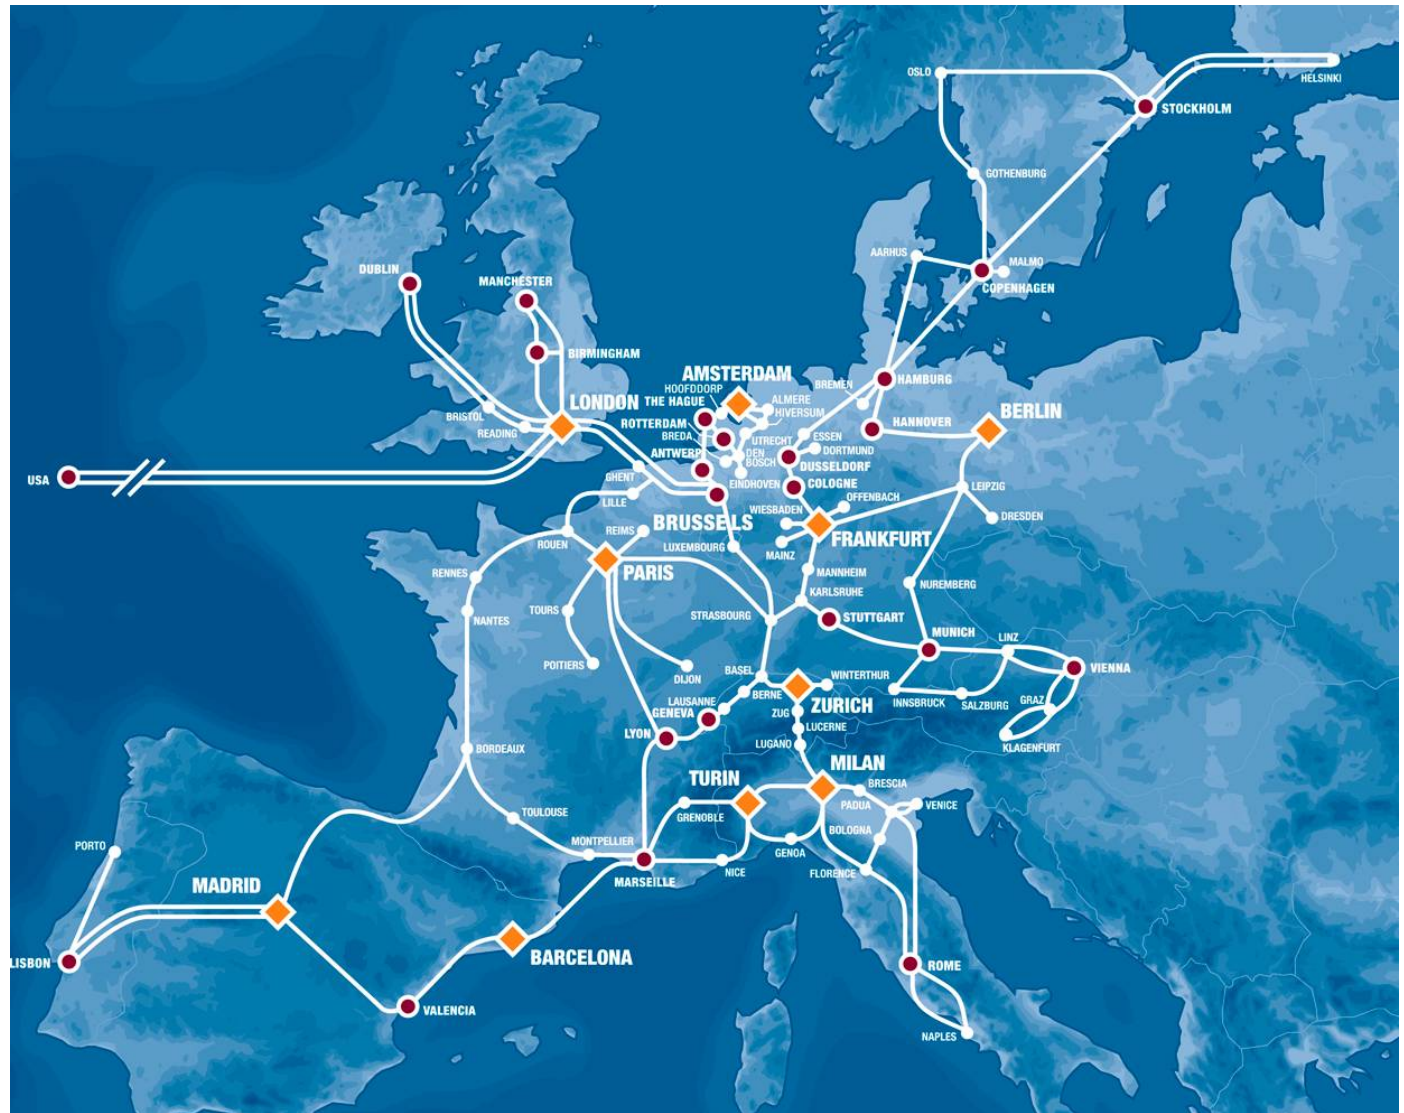 OSLO
HELSINKI
STOCKHOLM
GOTHENBURG
AARHUS
MALMO
COPENHAGEN
DUBLIN
MANCHESTER
BIRMINGHAM
AMSTERDAM
HOOFDDORP
THE HAGUE
ALMERE
HIVERSUM
BREMEN
HAMBURG
LONDON
BRISTOL
READING
ROTTERDAM
BREDA
UTRECHT
ESSEN
HANNOVER
BERLIN
ANTWERP
DEN
BOSCH
DORTMUND
DUSSELDORF
USA
GHENT
EINDHOVEN
COLOGNE
LEIPZIG
LILLE
OFFENBACH
WIESBADEN
BRUSSELS
DRESDEN
REIMS
ROUEN
LUXEMBOURG
MAINZ
FRANKFURT
PARIS
RENNES
MANNHEIM
NUREMBERG
KARLSRUHE
TOURS
NANTES
STRASBOURG
STUTTGART
MUNICH
LINZ
POITIERS
DIJON
BASEL
WINTERTHUR
VIENNA
BERNE
LAUSANNE
GENEVA
ZURICH
INNSBRUCK
SALZBURG
GRAZ
ZUG
LUCERNE
LYON
LUGANO
KLAGENFURT
BORDEAUX
TURIN
MILAN
BRESCIA
PADUA
VENICE
TOULOUSE
GRENOBLE
BOLOGNA
MONTPELLIER
GENOA
PORTO
NICE
FLORENCE
MARSEILLE
MADRID
BARCELONA
LISBON
ROME
VALENCIA
NAPLES